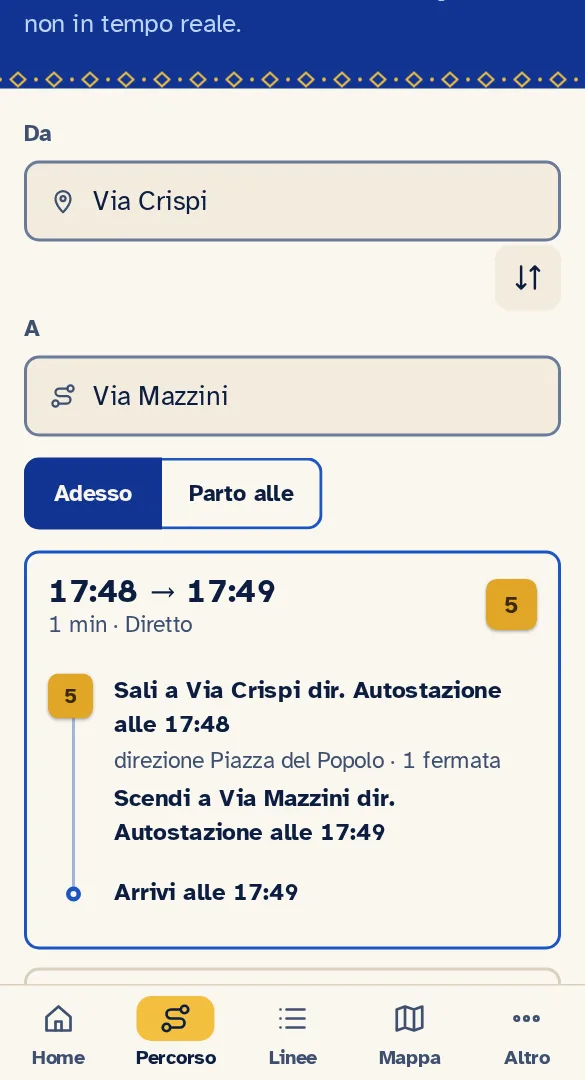 non in tempo reale.
Da
Via Crispi
A
Via Mazzini
Adesso
Parto alle
17:48 → 17:49
5
1 min · Diretto
5
Sali a Via Crispi dir. Autostazione
alle 17:48
direzione Piazza del Popolo · 1 fermata
Scendi a Via Mazzini dir.
Autostazione alle 17:49
Arrivi alle 17:49
Home
Percorso
Linee
Mappa
Altro